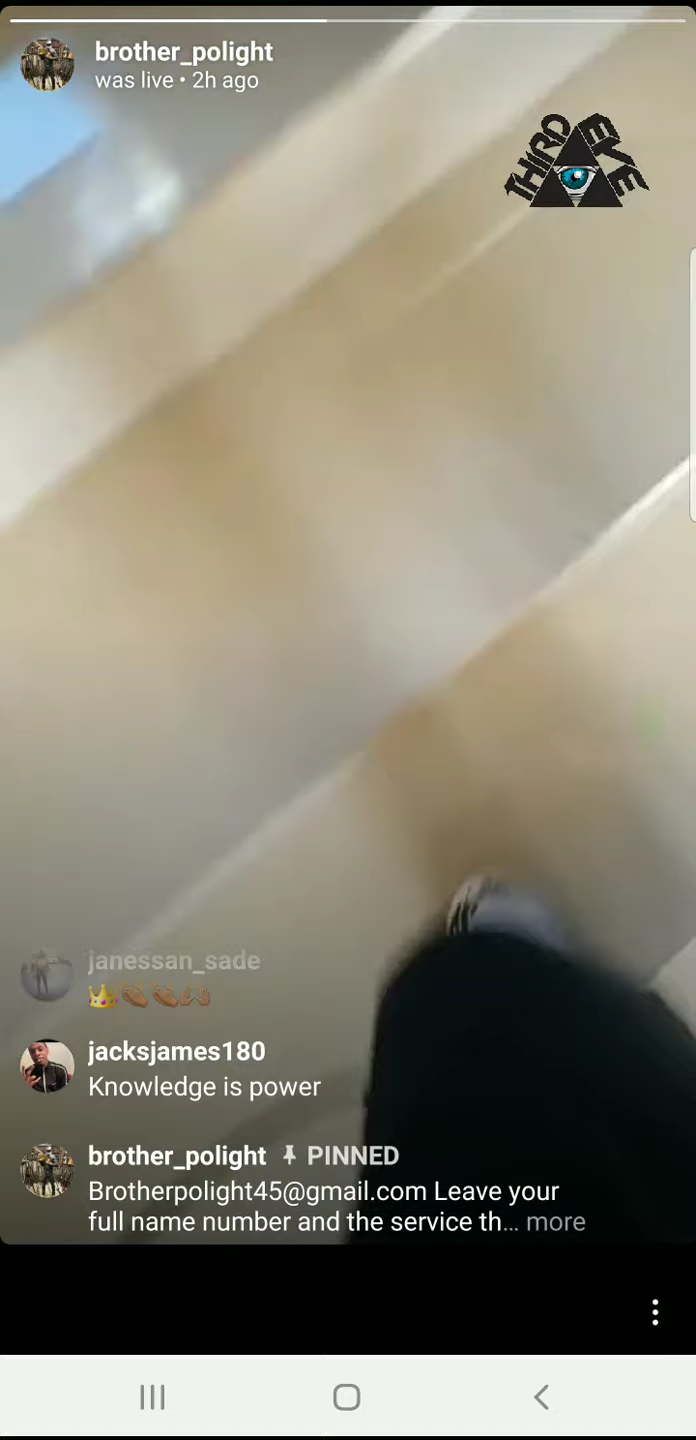 brother_polight
was live • 2h ago
THIRD EYE
janessan_sade
👑👏🏾👏🏾🙌🏾
jacksjames180
Knowledge is power
brother_polight PINNED
Brotherpolight45@gmail.com Leave your
full name number and the service th... more